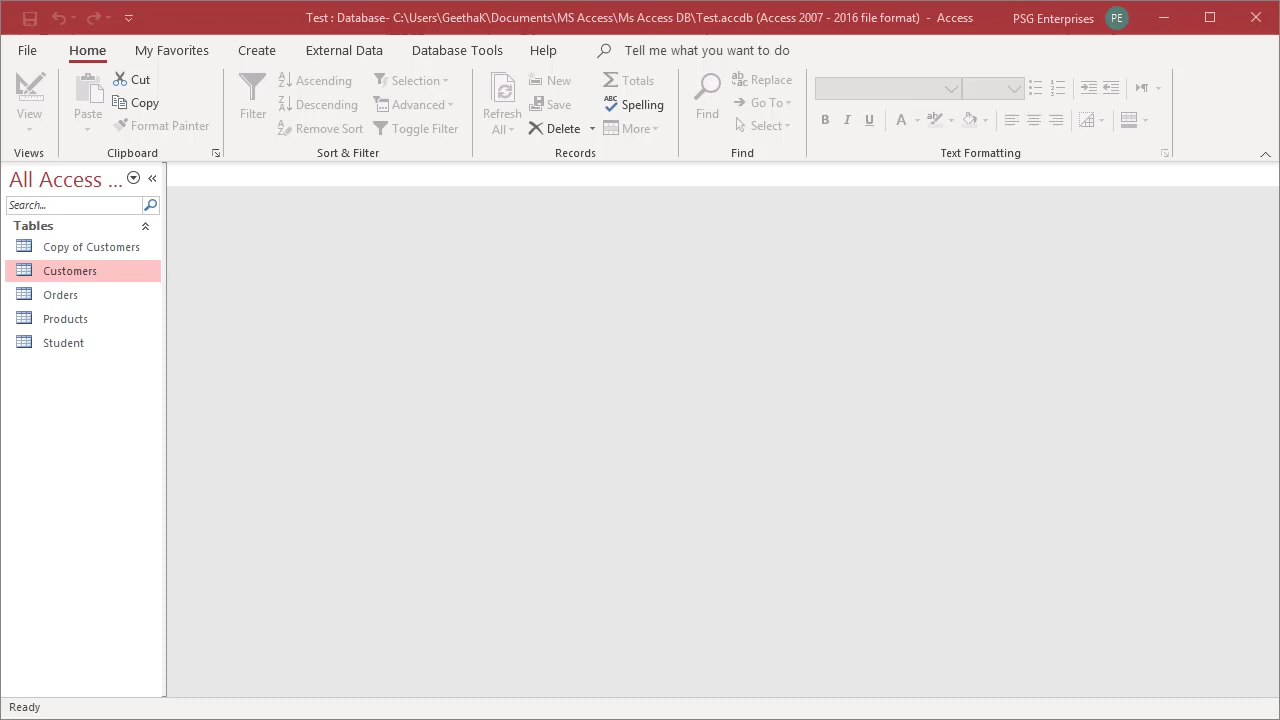 Test : Database- C:\Users\GeethaK\Documents\MS Access\Ms Access DB\Test.accdb (Access 2007 - 2016 file format) - Access
PSG Enterprises PE
File Home My Favorites Create External Data Database Tools Help Tell me what you want to do
View
Views
Paste
Cut
Copy
Format Painter
Clipboard
Filter
Ascending
Descending
Remove Sort
Selection
Advanced
Toggle Filter
Sort & Filter
Refresh
All
New
Save
Delete
Totals
Spelling
More
Records
Find
Replace
Go To
Select
Find
B I U A
Text Formatting
All Access ...
Search...
Tables
Copy of Customers
Customers
Orders
Products
Student
Ready